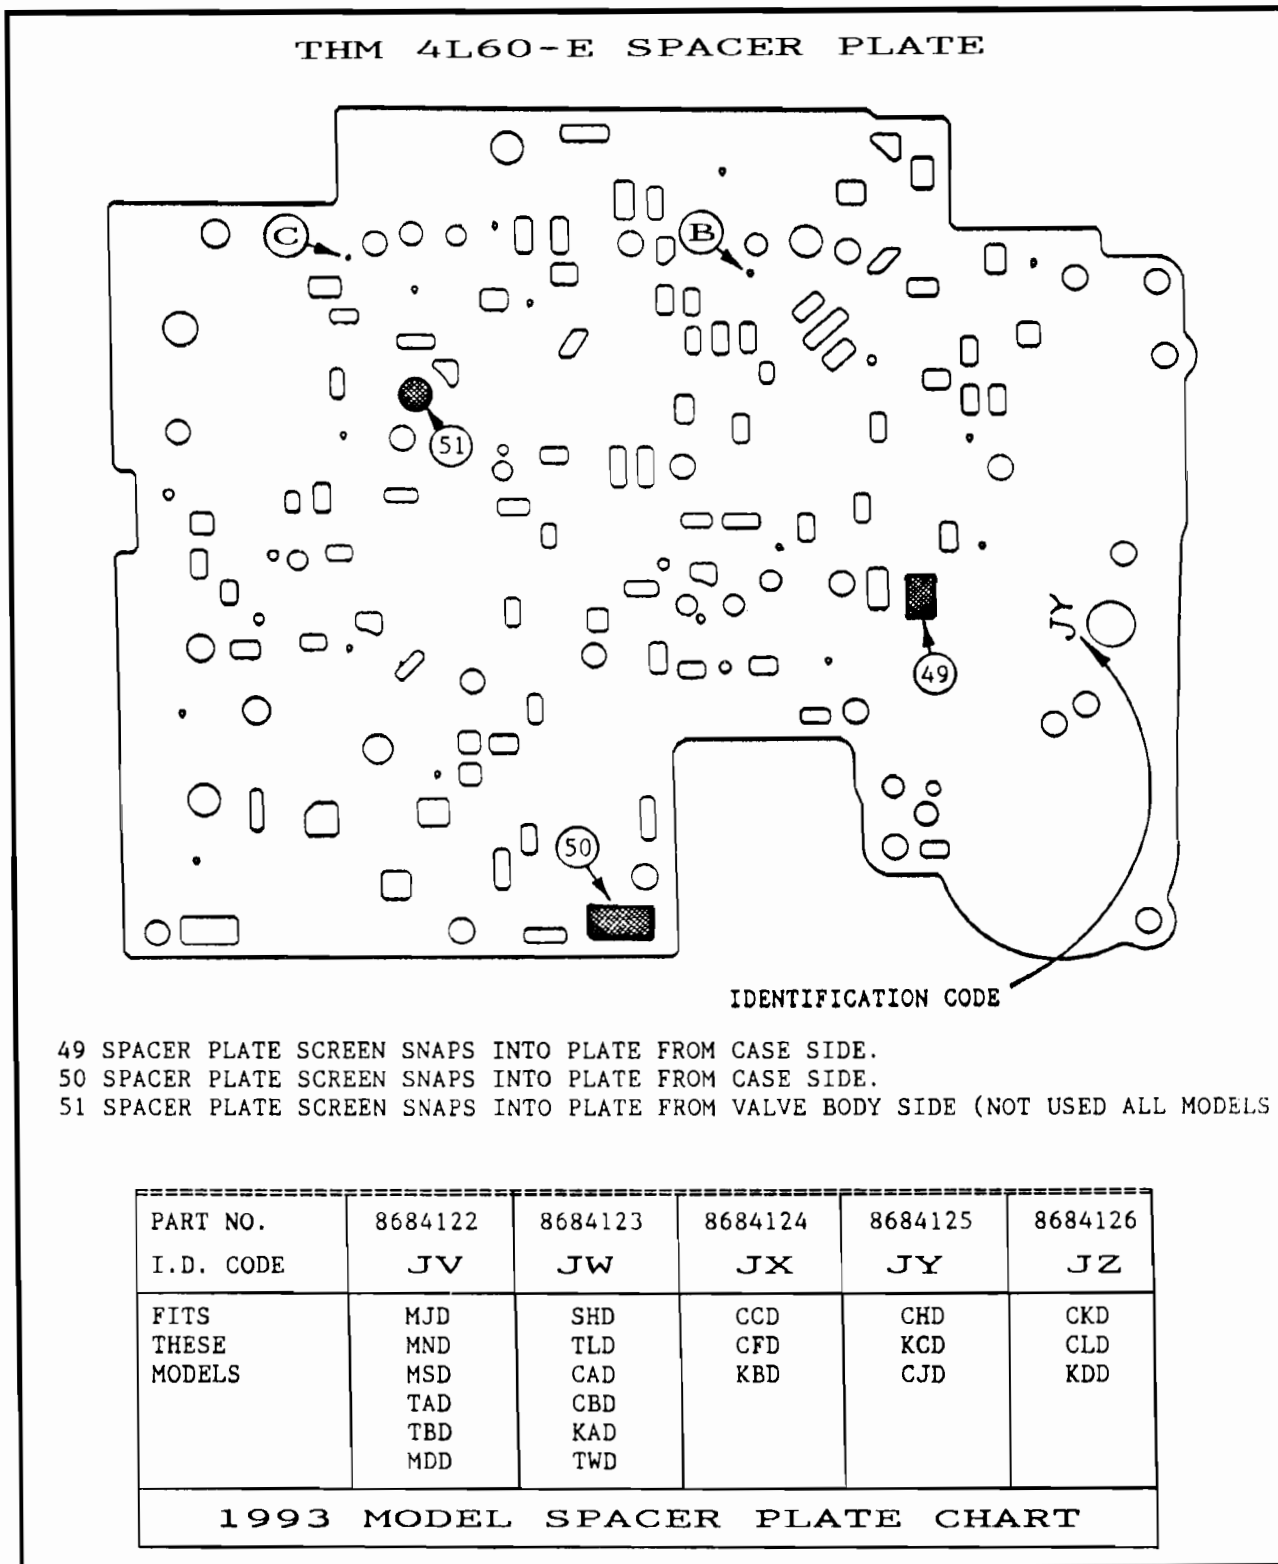 THM 4L60-E SPACER PLATE
C
B
51
JY
49
50
IDENTIFICATION CODE
49 SPACER PLATE SCREEN SNAPS INTO PLATE FROM CASE SIDE.
50 SPACER PLATE SCREEN SNAPS INTO PLATE FROM CASE SIDE.
51 SPACER PLATE SCREEN SNAPS INTO PLATE FROM VALVE BODY SIDE (NOT USED ALL MODELS
PART NO. 8684122 8684123 8684124 8684125 8684126
I.D. CODE JV JW JX JY JZ
FITS MJD SHD CCD CHD CKD
THESE MND TLD CFD KCD CLD
MODELS MSD CAD KBD CJD KDD
TAD CBD
TBD KAD
MDD TWD
1993 MODEL SPACER PLATE CHART